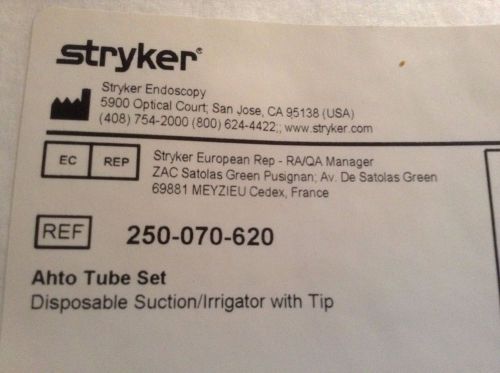 stryker®
Stryker Endoscopy
5900 Optical Court; San Jose, CA 95138 (USA)
(408) 754-2000 (800) 624-4422;; www.stryker.com
EC REP
Stryker European Rep - RA/QA Manager
ZAC Satolas Green Pusignan; Av. De Satolas Green
69881 MEYZIEU Cedex, France
REF 250-070-620
Ahto Tube Set
Disposable Suction/Irrigator with Tip